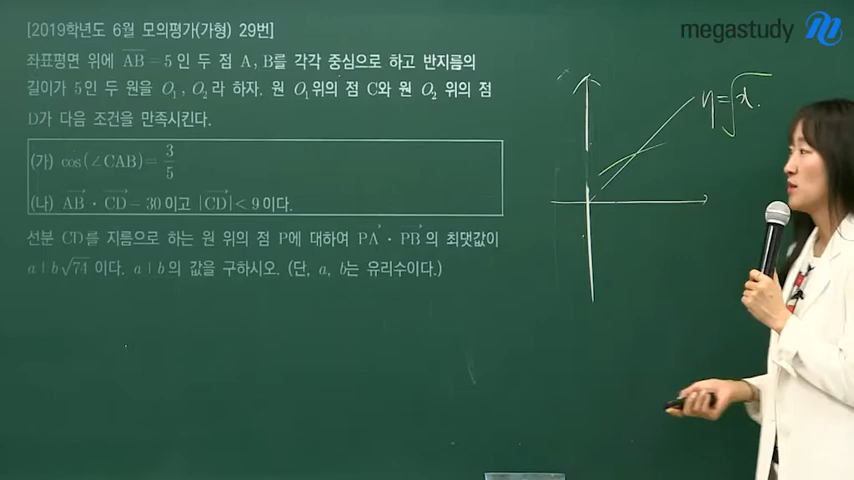 [2019학년도 6월 모의평가(가형) 29번]
megastudy
좌표평면 위에 AB = 5인 두 점 A, B를 각각 중심으로 하고 반지름의
길이가 5인 두 원을 O₁, O₂라 하자. 원 O₁위의 점 C와 원 O₂ 위의 점
D가 다음 조건을 만족시킨다.
(가) cos(∠CAB) = 3/5
(나) AB · CD = 30이고 |CD| < 9이다.
선분 CD를 지름으로 하는 원 위의 점 P에 대하여 PA · PB의 최댓값이
a + b√74 이다. a + b의 값을 구하시오. (단, a, b는 유리수이다.)
y=√x.